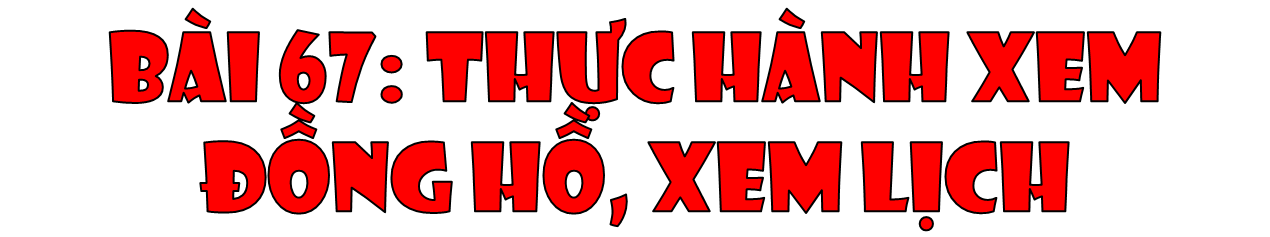 BÀI 67: THỰC HÀNH XEM
ĐỒNG HỒ, XEM LỊCH